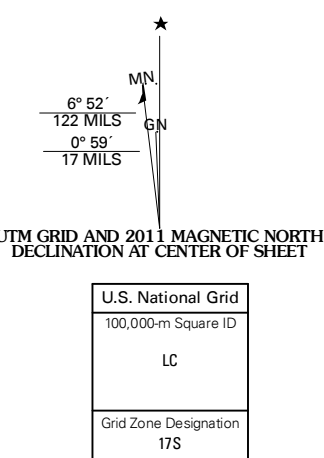 ★
MN
6° 52´
122 MILS
GN
0° 59´
17 MILS
UTM GRID AND 2011 MAGNETIC NORTH
DECLINATION AT CENTER OF SHEET
U.S. National Grid
100,000-m Square ID
LC
Grid Zone Designation
17S